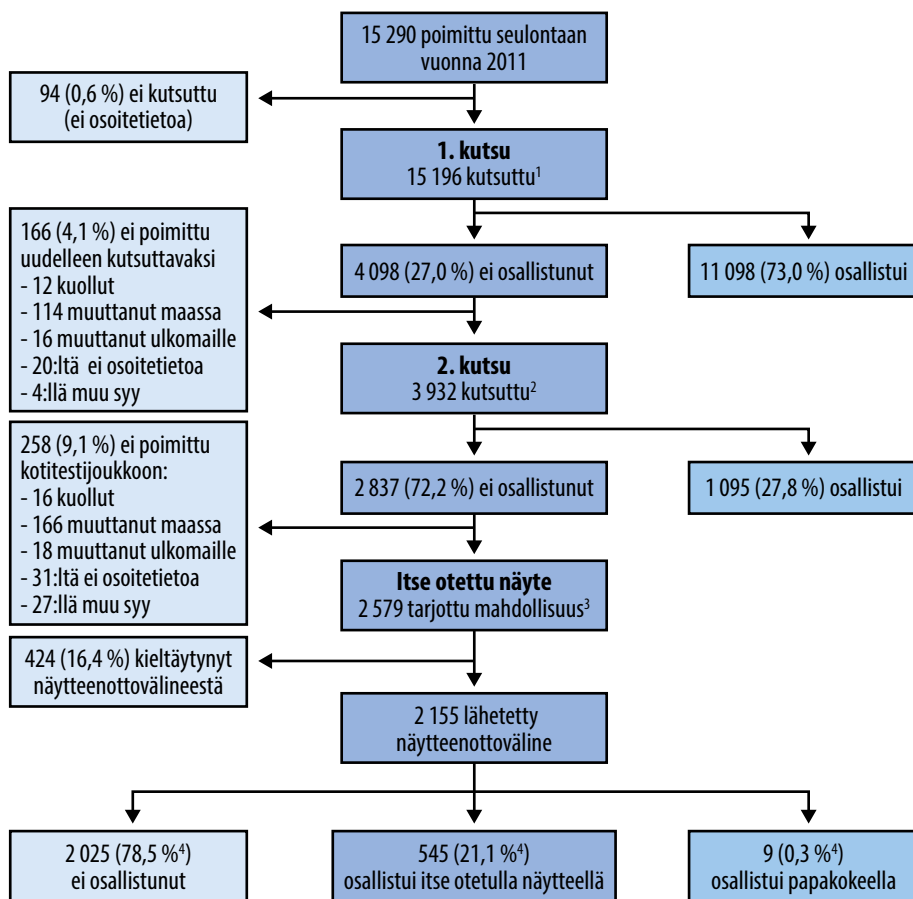 15 290 poimittu seulontaan
vuonna 2011
94 (0,6 %) ei kutsuttu
(ei osoitetietoa)
1. kutsu
15 196 kutsuttu¹
166 (4,1 %) ei poimittu
uudelleen kutsuttavaksi
- 12 kuollut
- 114 muuttanut maassa
- 16 muuttanut ulkomaille
- 20:ltä ei osoitetietoa
- 4:llä muu syy
4 098 (27,0 %) ei osallistunut
11 098 (73,0 %) osallistui
2. kutsu
3 932 kutsuttu²
258 (9,1 %) ei poimittu
kotitestijoukkoon:
- 16 kuollut
- 166 muuttanut maassa
- 18 muuttanut ulkomaille
- 31:ltä ei osoitetietoa
- 27:llä muu syy
2 837 (72,2 %) ei osallistunut
1 095 (27,8 %) osallistui
Itse otettu näyte
2 579 tarjottu mahdollisuus³
424 (16,4 %) kieltäytynyt
näytteenottovälineestä
2 155 lähetetty
näytteenottoväline
2 025 (78,5 %⁴)
ei osallistunut
545 (21,1 %⁴)
osallistui itse otetulla näytteellä
9 (0,3 %⁴)
osallistui papakokeella